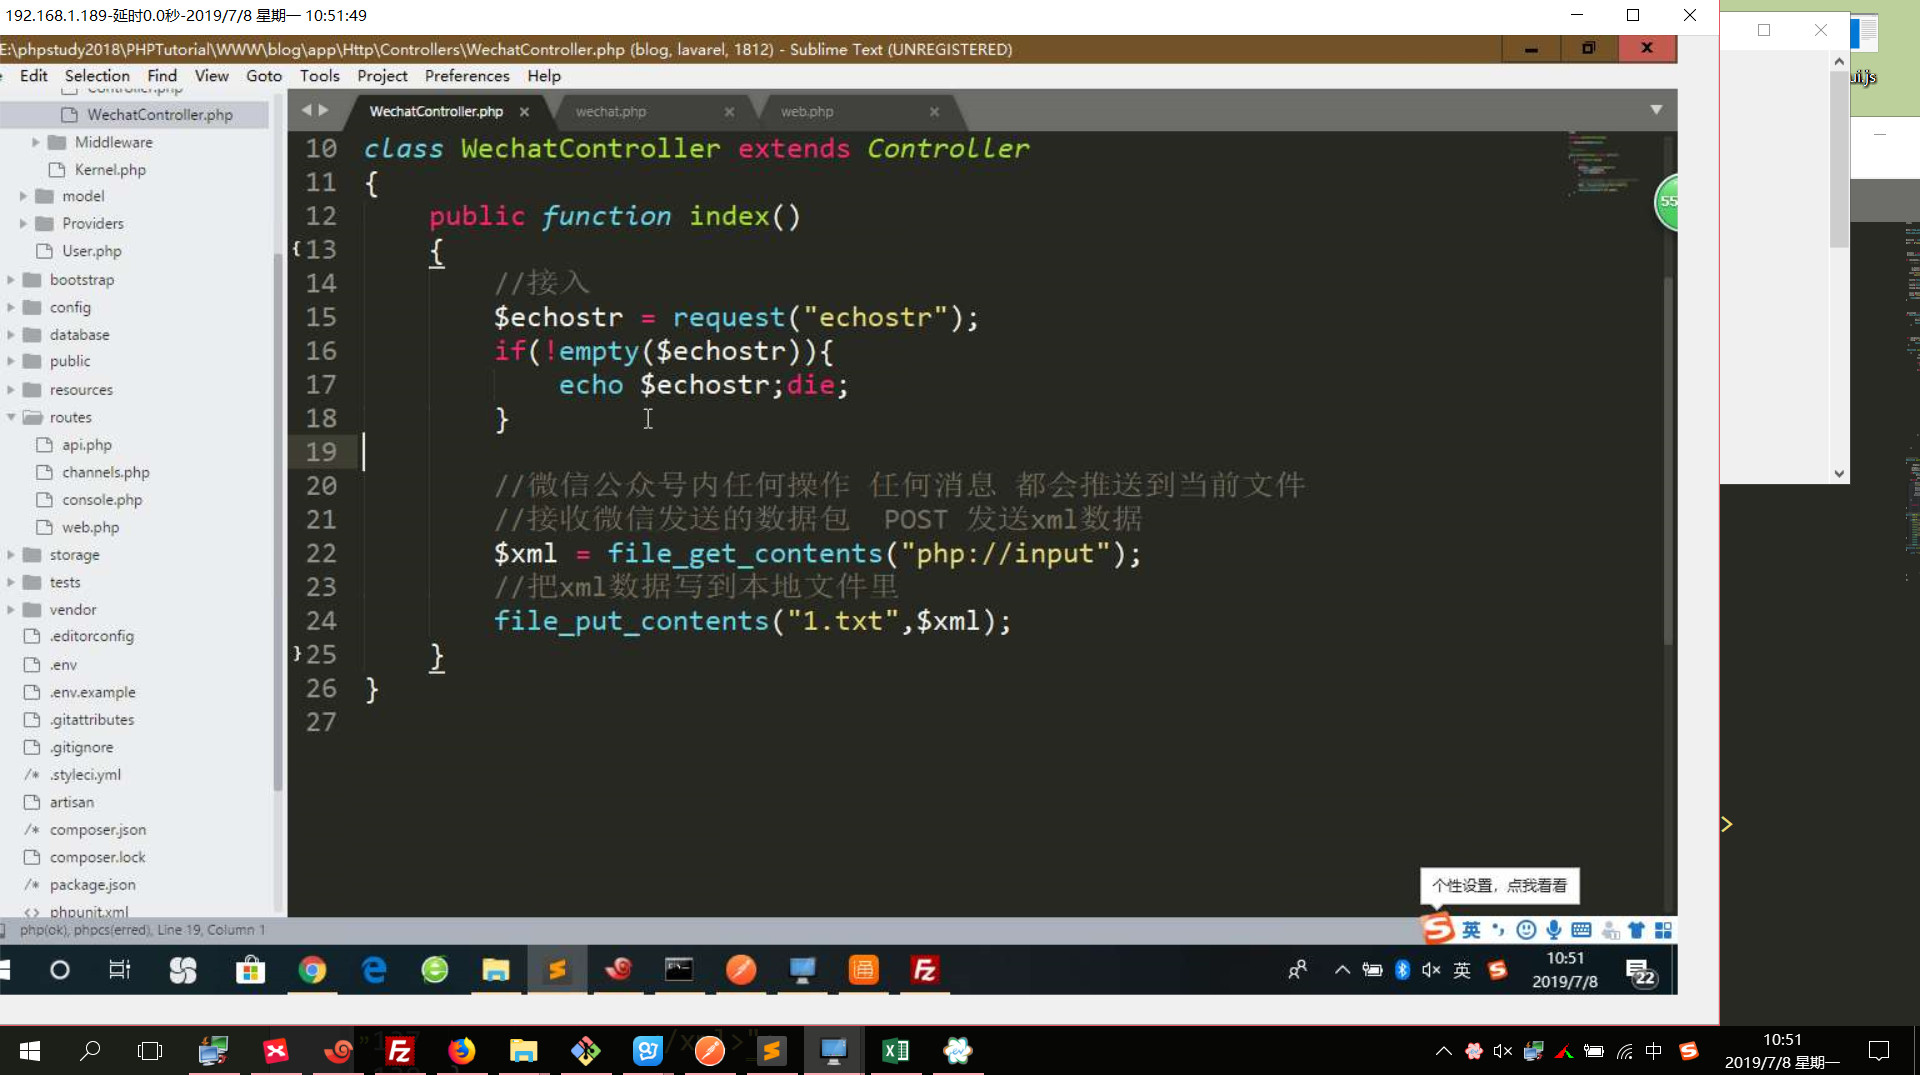 192.168.1.189-延时0.0秒-2019/7/8 星期一 10:51:49
E:\phpstudy2018\PHPTutorial\WWW\blog\app\Http\Controllers\WechatController.php (blog, lavarel, 1812) - Sublime Text (UNREGISTERED)
Edit Selection Find View Goto Tools Project Preferences Help
Controller.php
WechatController.php
Middleware
Kernel.php
model
Providers
User.php
bootstrap
config
database
public
resources
routes
api.php
channels.php
console.php
web.php
storage
tests
vendor
.editorconfig
.env
.env.example
.gitattributes
.gitignore
/* .styleci.yml
artisan
/* composer.json
composer.lock
/* package.json
<> phpunit.xml
WechatController.php × wechat.php × web.php ×
10 class WechatController extends Controller
11 {
12 public function index()
{13 {
14 //接入
15 $echostr = request("echostr");
16 if(!empty($echostr)){
17 echo $echostr;die;
18 }
19
20 //微信公众号内任何操作 任何消息 都会推送到当前文件
21 //接收微信发送的数据包 POST 发送xml数据
22 $xml = file_get_contents("php://input");
23 //把xml数据写到本地文件里
24 file_put_contents("1.txt",$xml);
}25 }
26 }
27
55
ui.js
个性设置，点我看看
php(ok), phpcs(erred), Line 19, Column 1
英
英
10:51
2019/7/8
22
中
10:51
2019/7/8 星期一